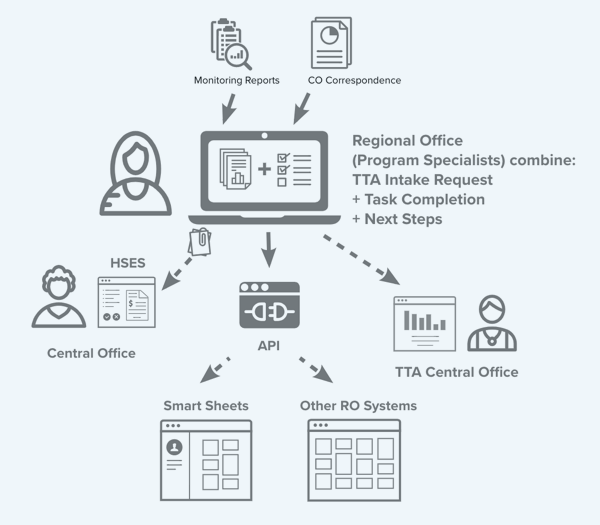 Monitoring Reports
CO Correspondence
Regional Office
(Program Specialists) combine:
TTA Intake Request
+ Task Completion
+ Next Steps
HSES
$
Central Office
API
TTA Central Office
Smart Sheets
Other RO Systems